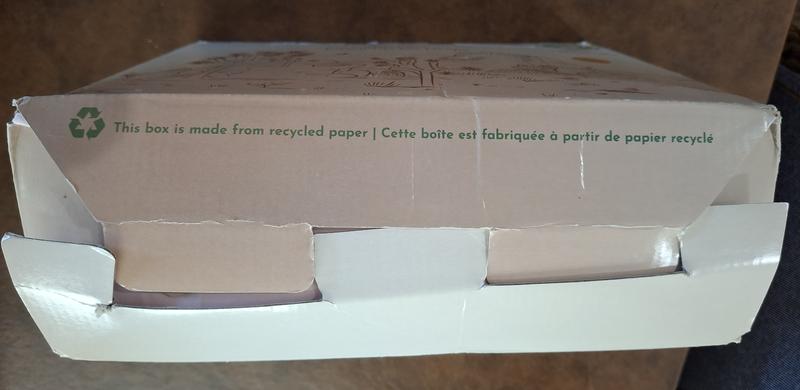 This box is made from recycled paper | Cette boîte est fabriquée à partir de papier recyclé